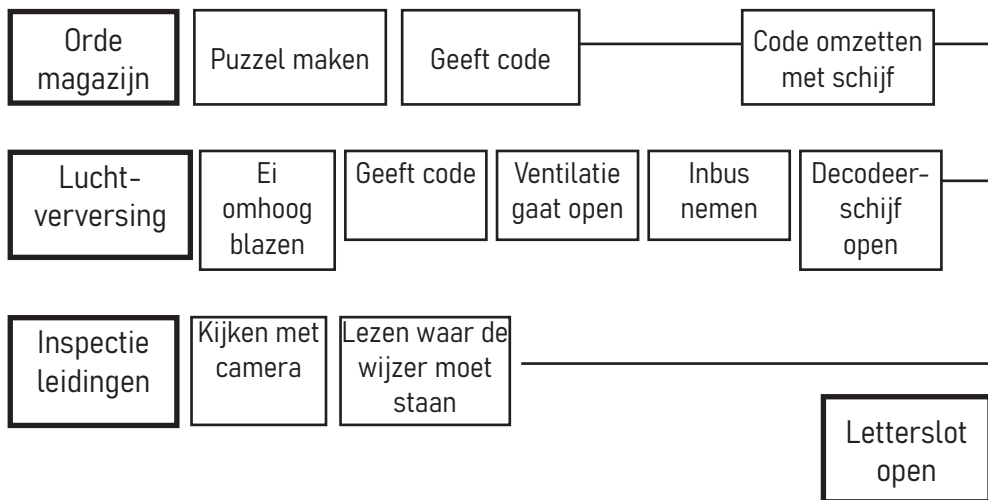 Orde
magazijn
Puzzel maken
Geeft code
Code omzetten
met schijf
Lucht-
verversing
Ei
omhoog
blazen
Geeft code
Ventilatie
gaat open
Inbus
nemen
Decodeer-
schijf
open
Inspectie
leidingen
Kijken met
camera
Lezen waar de
wijzer moet
staan
Letterslot
open